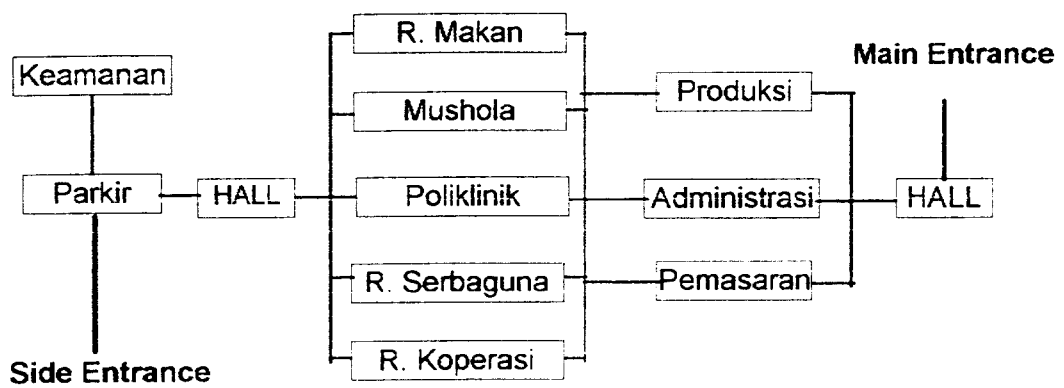 R. Makan
Main Entrance
Keamanan
Produksi
Mushola
Parkir
HALL
Poliklinik
Administrasi
HALL
R. Serbaguna
Pemasaran
R. Koperasi
Side Entrance